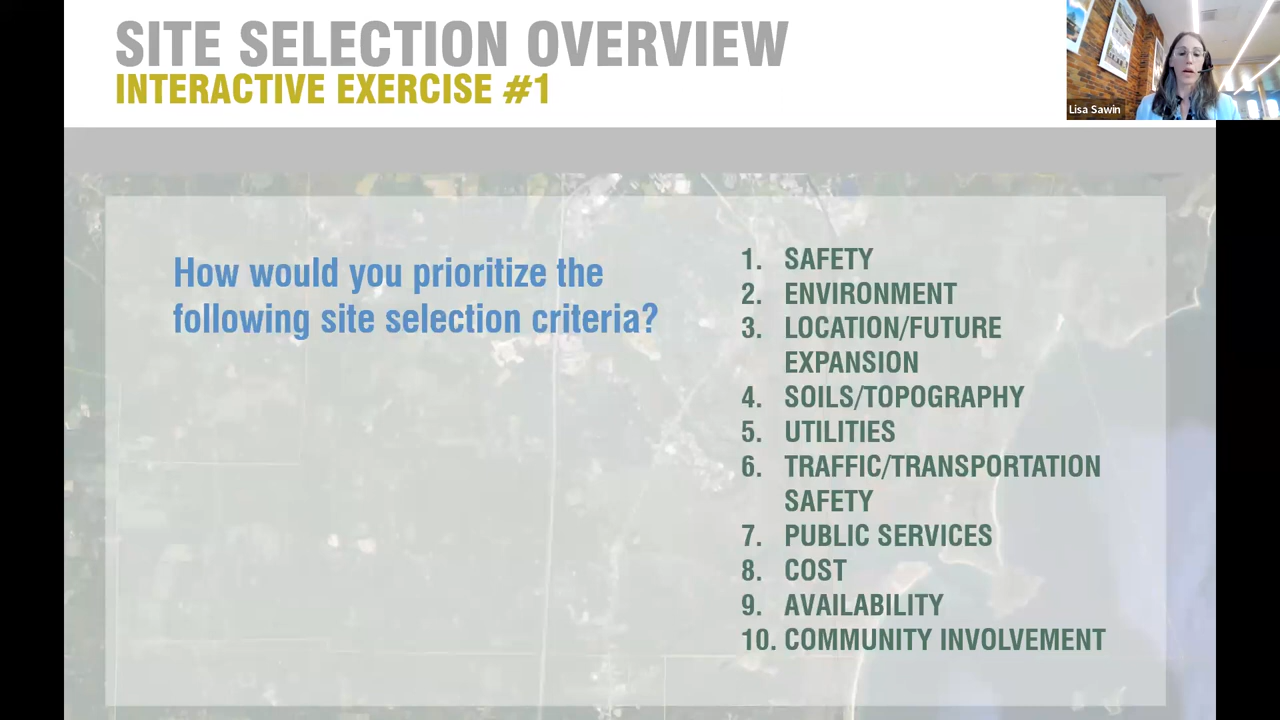 SITE SELECTION OVERVIEW
INTERACTIVE EXERCISE #1
Lisa Sawin
How would you prioritize the
following site selection criteria?
1. SAFETY
2. ENVIRONMENT
3. LOCATION/FUTURE
EXPANSION
4. SOILS/TOPOGRAPHY
5. UTILITIES
6. TRAFFIC/TRANSPORTATION
SAFETY
7. PUBLIC SERVICES
8. COST
9. AVAILABILITY
10. COMMUNITY INVOLVEMENT